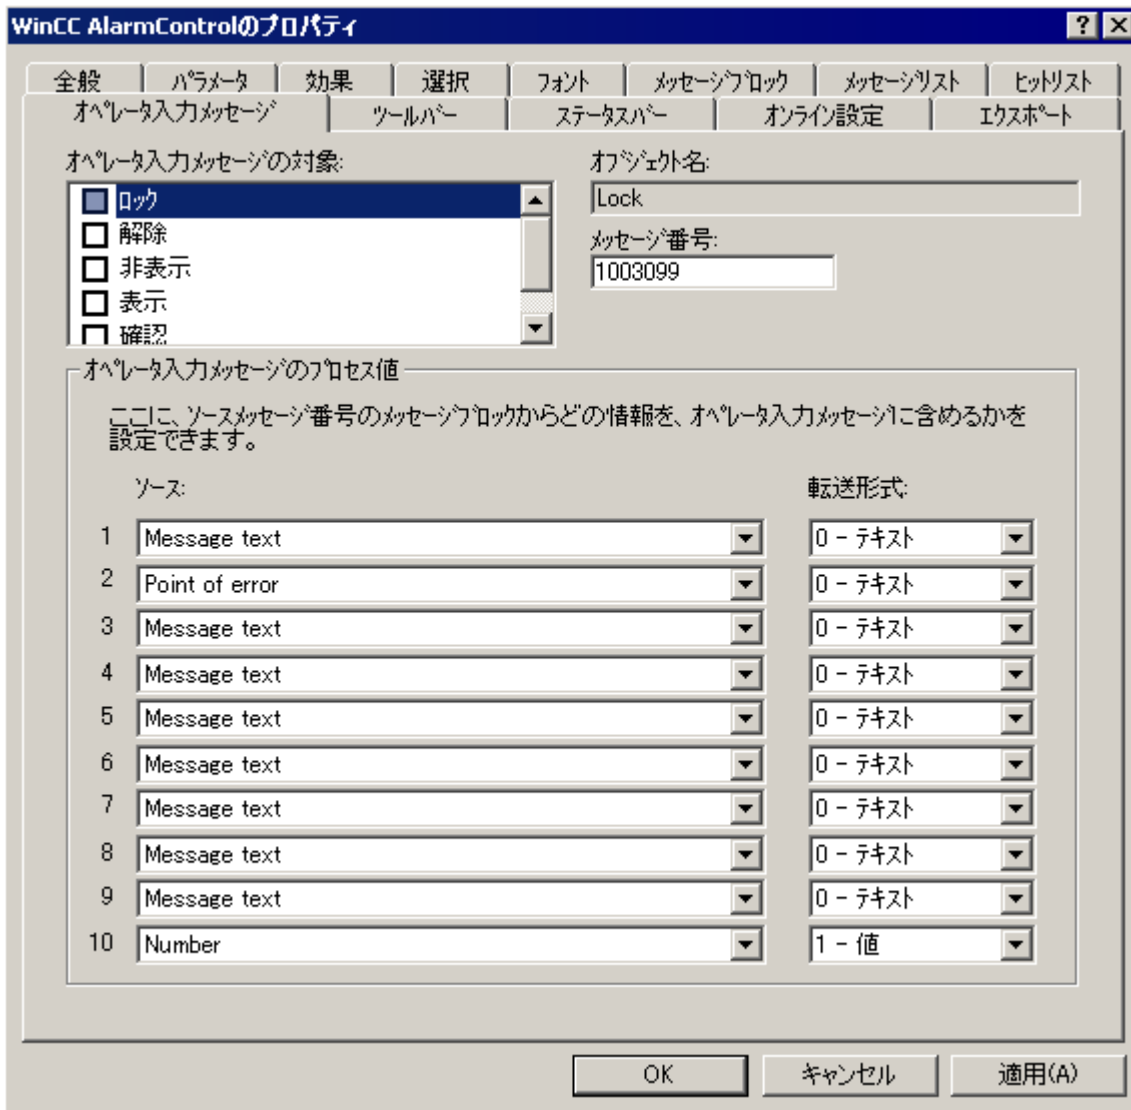 WinCC AlarmControlのプロパティ
全般 パラメータ 効果 選択 フォント メッセージブロック メッセージリスト ヒットリスト
オペレータ入力メッセージ ツールバー ステータスバー オンライン設定 エクスポート
オペレータ入力メッセージの対象:
ロック
解除
非表示
表示
確認
オブジェクト名:
Lock
メッセージ番号:
1003099
オペレータ入力メッセージのプロセス値
ここに、ソースメッセージ番号のメッセージブロックからどの情報を、オペレータ入力メッセージに含めるかを
設定できます。
ソース: 転送形式:
1 Message text 0 - テキスト
2 Point of error 0 - テキスト
3 Message text 0 - テキスト
4 Message text 0 - テキスト
5 Message text 0 - テキスト
6 Message text 0 - テキスト
7 Message text 0 - テキスト
8 Message text 0 - テキスト
9 Message text 0 - テキスト
10 Number 1 - 値
OK キャンセル 適用(A)